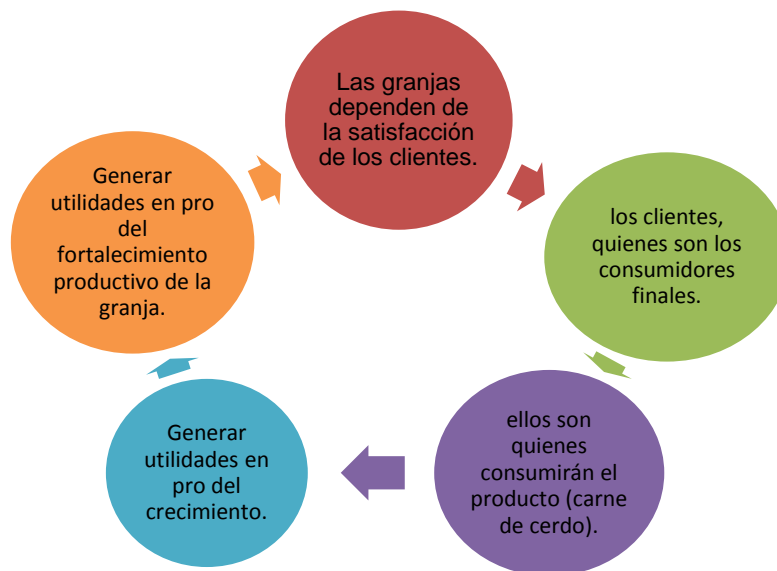 Las granjas
dependen de
la satisfacción
de los clientes.
los clientes,
quienes son los
consumidores
finales.
ellos son
quienes
consumirán el
producto (carne
de cerdo).
Generar
utilidades en
pro del
crecimiento.
Generar
utilidades en pro
del
fortalecimiento
productivo de la
granja.